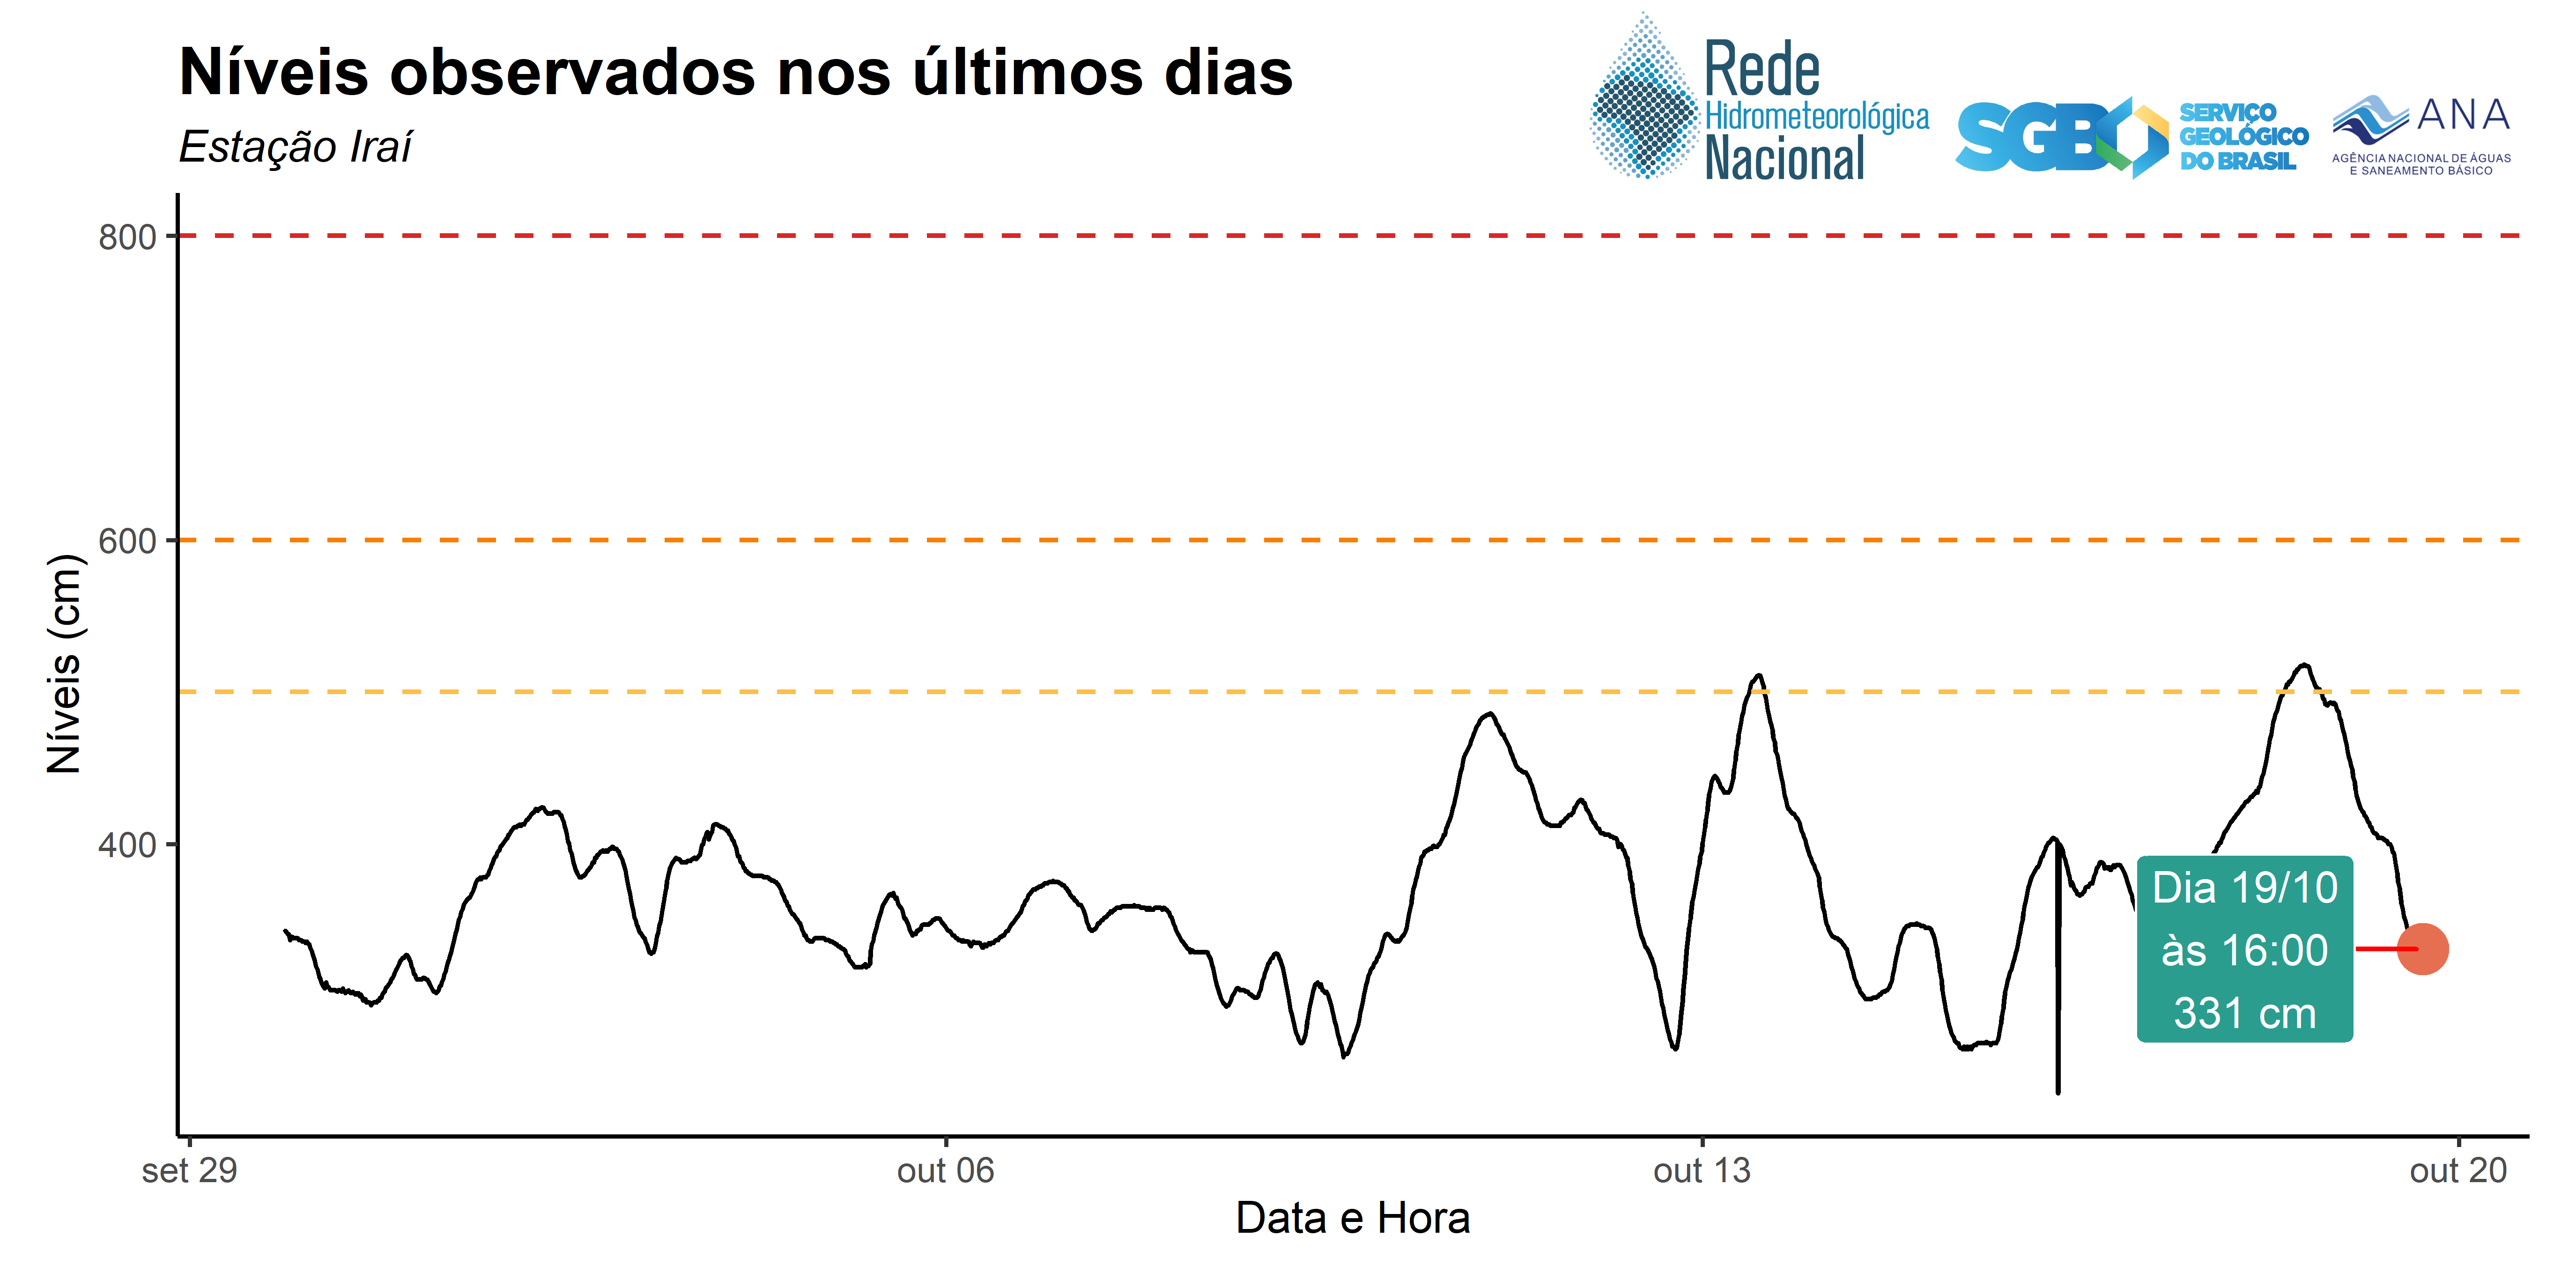 Níveis observados nos últimos dias
Estação Iraí
Rede
Hidrometeorológica
Nacional
SGB
SERVIÇO
GEOLÓGICO
DO BRASIL
ANA
AGÊNCIA NACIONAL DE ÁGUAS
E SANEAMENTO BÁSICO
Níveis (cm)
800
600
400
Dia 19/10
às 16:00
331 cm
set 29
out 06
out 13
out 20
Data e Hora